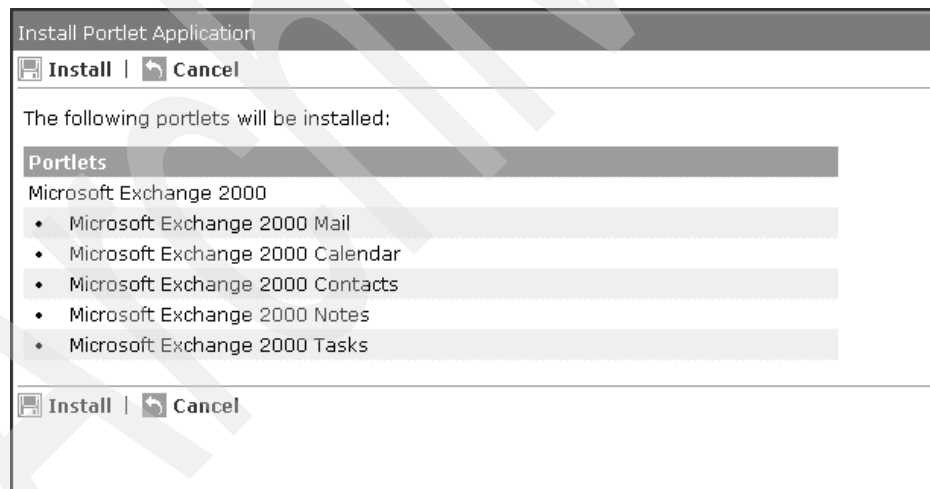 Install Portlet Application
Install | Cancel
The following portlets will be installed:
Portlets
Microsoft Exchange 2000
• Microsoft Exchange 2000 Mail
• Microsoft Exchange 2000 Calendar
• Microsoft Exchange 2000 Contacts
• Microsoft Exchange 2000 Notes
• Microsoft Exchange 2000 Tasks
Install | Cancel